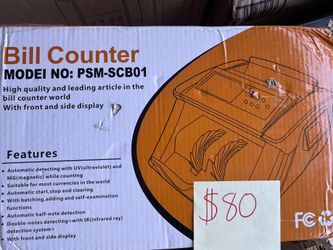 Bill Counter
MODEl NO: PSM-SCB01
High quality and leading article in the
bill counter world
With front and side display
Features
• Automatic detecting with UV(ultraviolet) and
MG(magnetic) while counting
• Suitable for most currencies in the world
• Automatic start,stop and clearing
• With batching,adding and self-examination
functions
• Automatic half-note detection
• Double-notes detecting <with IR(infrared ray)
detection system>
• With front and side display
$80
FC